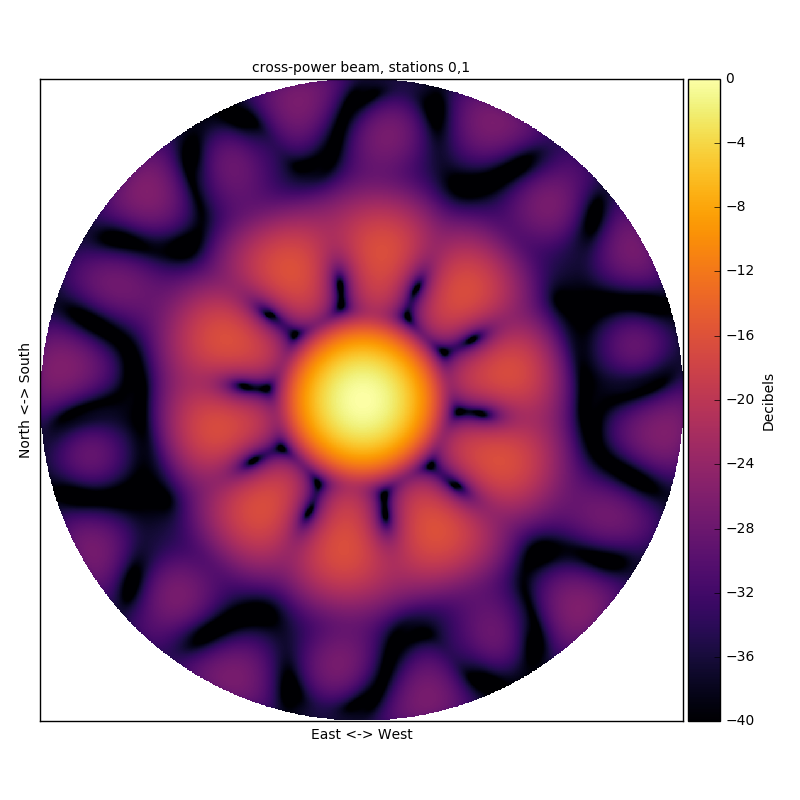 cross-power beam, stations 0,1
North <-> South
East <-> West
0
−4
−8
−12
−16
−20
−24
−28
−32
−36
−40
Decibels